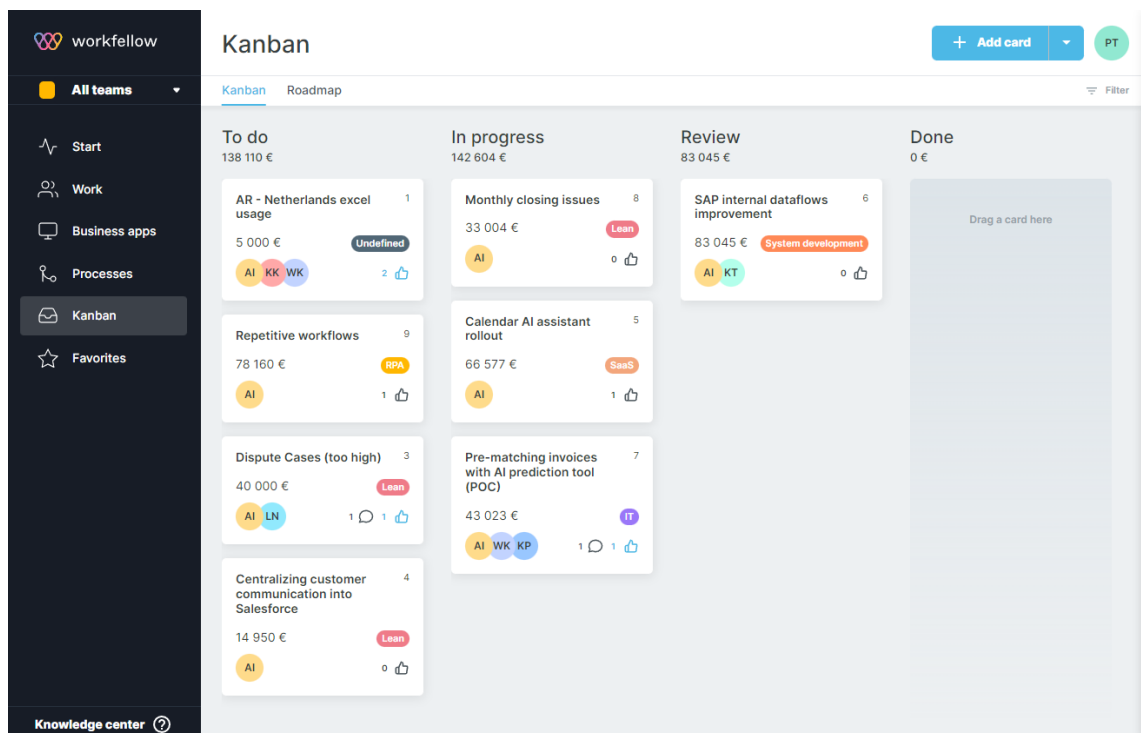 workfellow
All teams
Start
Work
Business apps
Processes
Kanban
Favorites
Knowledge center
Kanban
+ Add card
PT
Kanban
Roadmap
Filter
To do
138 110 €
AR - Netherlands excel
usage
1
5 000 €
Undefined
AI KK WK
2
Repetitive workflows
9
78 160 €
RPA
AI
1
Dispute Cases (too high)
3
40 000 €
Lean
AI LN
1
1
Centralizing customer
communication into
Salesforce
4
14 950 €
Lean
AI
0
In progress
142 604 €
Monthly closing issues
8
33 004 €
Lean
AI
0
Calendar AI assistant
rollout
5
66 577 €
SaaS
AI
1
Pre-matching invoices
with AI prediction tool
(POC)
7
43 023 €
IT
AI WK KP
1
1
Review
83 045 €
SAP internal dataflows
improvement
6
83 045 €
System development
AI KT
0
Done
0 €
Drag a card here